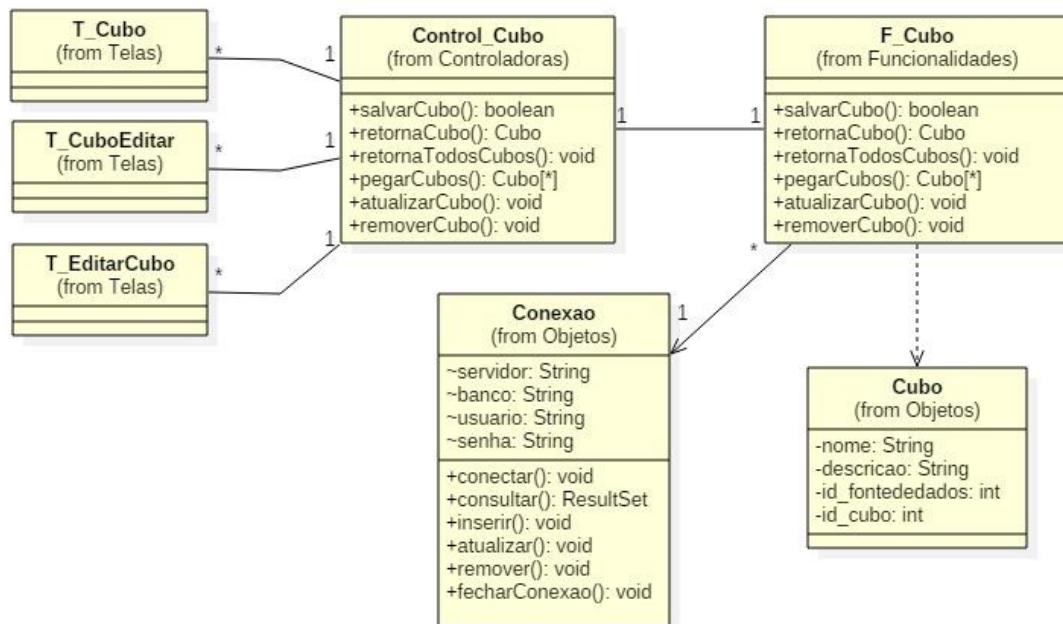 T_Cubo
(from Telas)
*
1
T_CuboEditar
(from Telas)
*
1
T_EditarCubo
(from Telas)
*
1
Control_Cubo
(from Controladoras)
+salvarCubo(): boolean
+retornaCubo(): Cubo
+retornaTodosCubos(): void
+pegarCubos(): Cubo[*]
+atualizarCubo(): void
+removerCubo(): void
1
1
F_Cubo
(from Funcionalidades)
+salvarCubo(): boolean
+retornaCubo(): Cubo
+retornaTodosCubos(): void
+pegarCubos(): Cubo[*]
+atualizarCubo(): void
+removerCubo(): void
*
1
Conexao
(from Objetos)
~servidor: String
~banco: String
~usuario: String
~senha: String
+conectar(): void
+consultar(): ResultSet
+inserir(): void
+atualizar(): void
+remover(): void
+fecharConexao(): void
Cubo
(from Objetos)
-nome: String
-descricao: String
-id_fontededados: int
-id_cubo: int